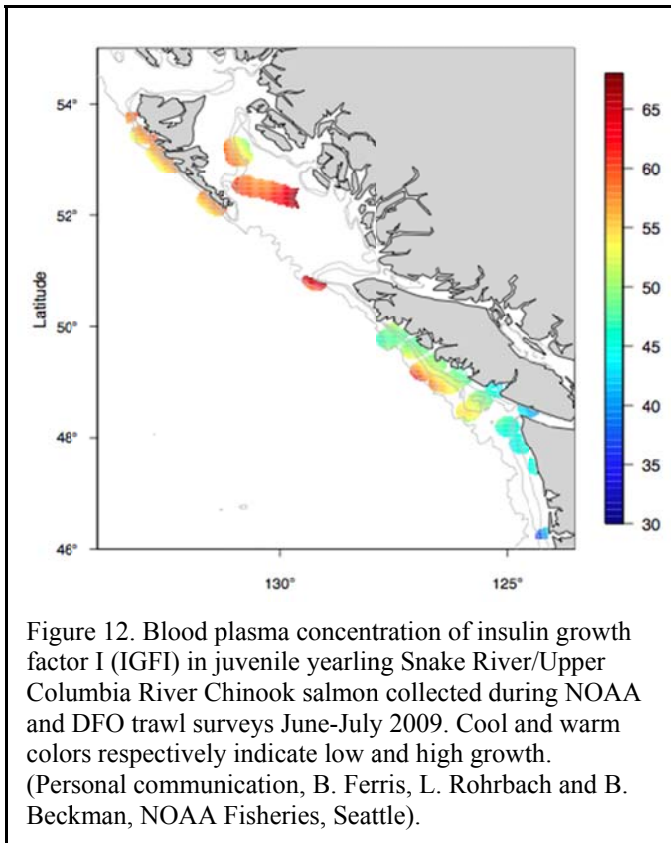 54°
52°
50°
48°
46°
Latitude
130°
125°
65
60
55
50
45
40
35
30
Figure 12. Blood plasma concentration of insulin growth
factor I (IGFI) in juvenile yearling Snake River/Upper
Columbia River Chinook salmon collected during NOAA
and DFO trawl surveys June-July 2009. Cool and warm
colors respectively indicate low and high growth.
(Personal communication, B. Ferris, L. Rohrbach and B.
Beckman, NOAA Fisheries, Seattle).